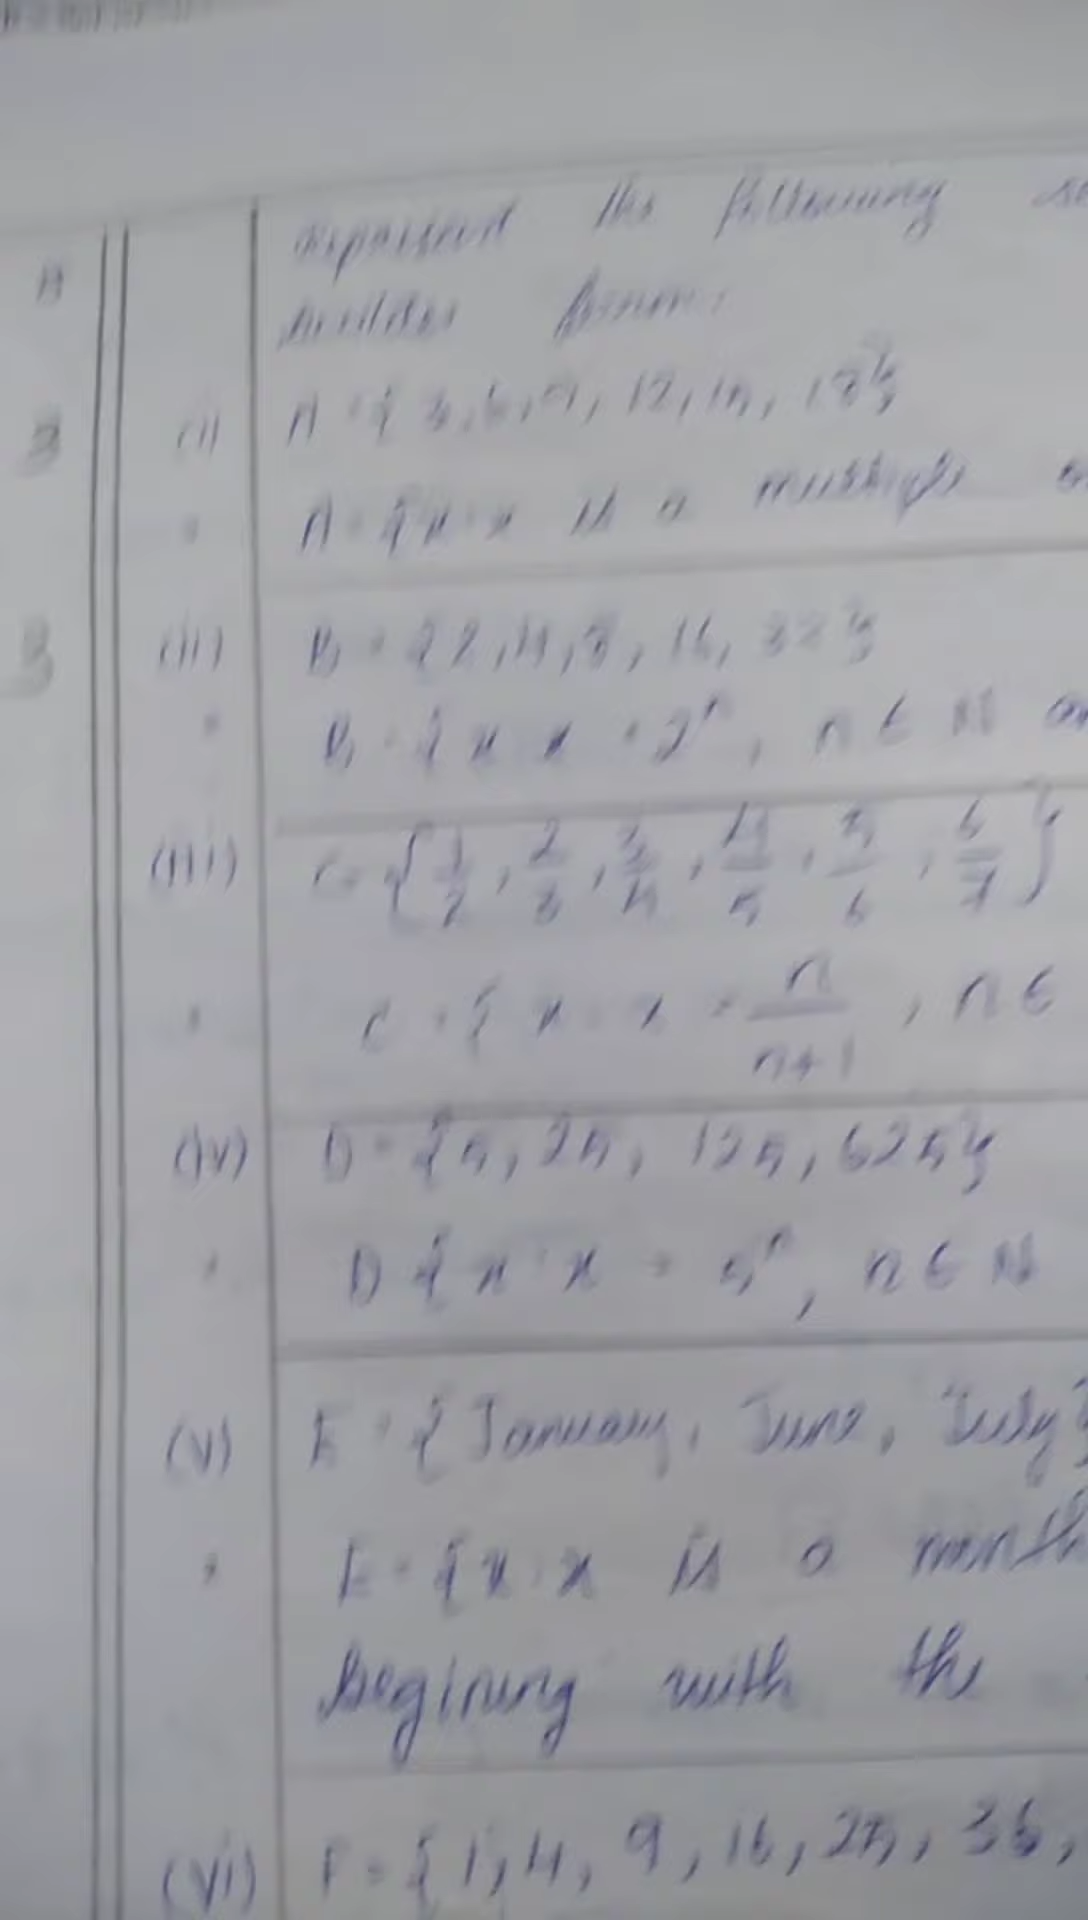 represent the following
builder form:
(i) A = { 3, 6, 9, 12, 15, 18}
A = {x : x is a multiple
(ii) B = {2, 4, 8, 16, 32}
B = { x : x = 2ⁿ, n ∈ N
(iii) C = {1/2, 2/3, 3/4, 4/5, 5/6, 6/7}
C = { x : x = n/n+1, n ∈
(iv) D = {5, 25, 125, 625}
D {x : x = 5ⁿ, n ∈ N
(v) E = {January, June, July}
E = {x : x is a month
begining with the
(vi) F = {1, 4, 9, 16, 25, 36,